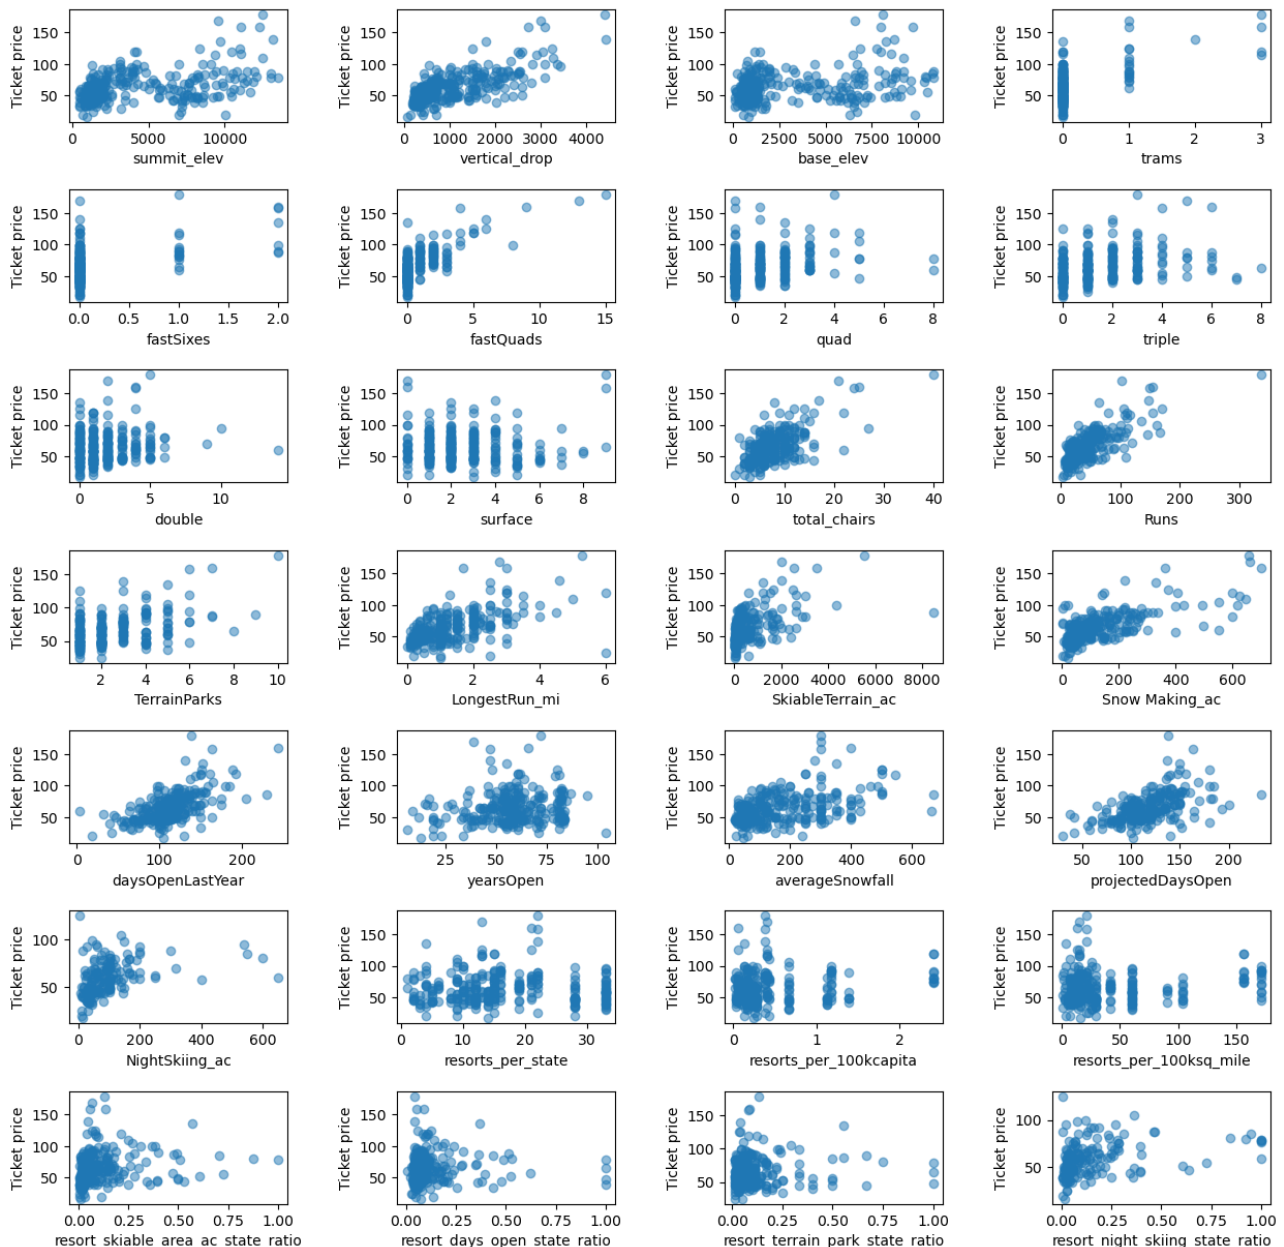 Ticket price
150
100
50
0 5000 10000
summit_elev
Ticket price
150
100
50
0 1000 2000 3000 4000
vertical_drop
Ticket price
150
100
50
0 2500 5000 7500 10000
base_elev
Ticket price
150
100
50
0 1 2 3
trams
Ticket price
150
100
50
0.0 0.5 1.0 1.5 2.0
fastSixes
Ticket price
150
100
50
0 5 10 15
fastQuads
Ticket price
150
100
50
0 2 4 6 8
quad
Ticket price
150
100
50
0 2 4 6 8
triple
Ticket price
150
100
50
0 5 10
double
Ticket price
150
100
50
0 2 4 6 8
surface
Ticket price
150
100
50
0 10 20 30 40
total_chairs
Ticket price
150
100
50
0 100 200 300
Runs
Ticket price
150
100
50
2 4 6 8 10
TerrainParks
Ticket price
150
100
50
0 2 4 6
LongestRun_mi
Ticket price
150
100
50
0 2000 4000 6000 8000
SkiableTerrain_ac
Ticket price
150
100
50
0 200 400 600
Snow Making_ac
Ticket price
150
100
50
0 100 200
daysOpenLastYear
Ticket price
150
100
50
25 50 75 100
yearsOpen
Ticket price
150
100
50
0 200 400 600
averageSnowfall
Ticket price
150
100
50
50 100 150 200
projectedDaysOpen
Ticket price
100
50
0 200 400 600
NightSkiing_ac
Ticket price
150
100
50
0 10 20 30
resorts_per_state
Ticket price
150
100
50
0 1 2
resorts_per_100kcapita
Ticket price
150
100
50
0 50 100 150
resorts_per_100ksq_mile
Ticket price
150
100
50
0.00 0.25 0.50 0.75 1.00
resort_skiable_area_ac_state_ratio
Ticket price
150
100
50
0.00 0.25 0.50 0.75 1.00
resort_days_open_state_ratio
Ticket price
150
100
50
0.00 0.25 0.50 0.75 1.00
resort_terrain_park_state_ratio
Ticket price
100
50
0.00 0.25 0.50 0.75 1.00
resort_night_skiing_state_ratio